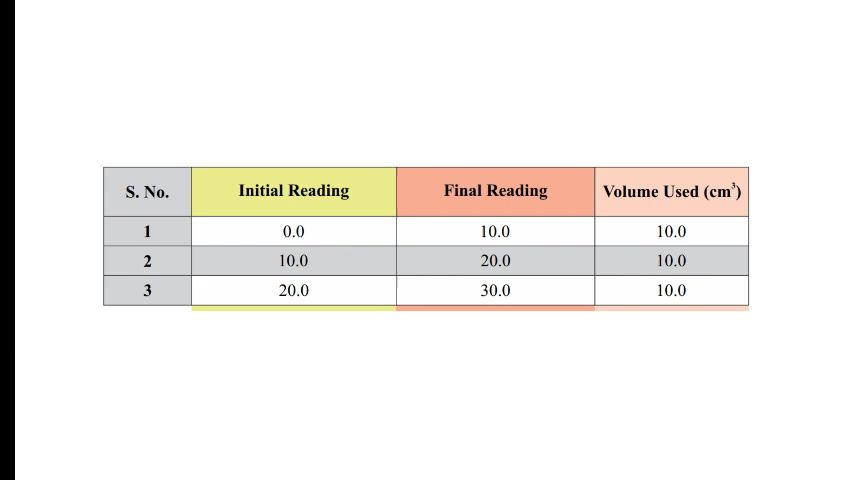 S. No. Initial Reading Final Reading Volume Used (cm³)
1 0.0 10.0 10.0
2 10.0 20.0 10.0
3 20.0 30.0 10.0